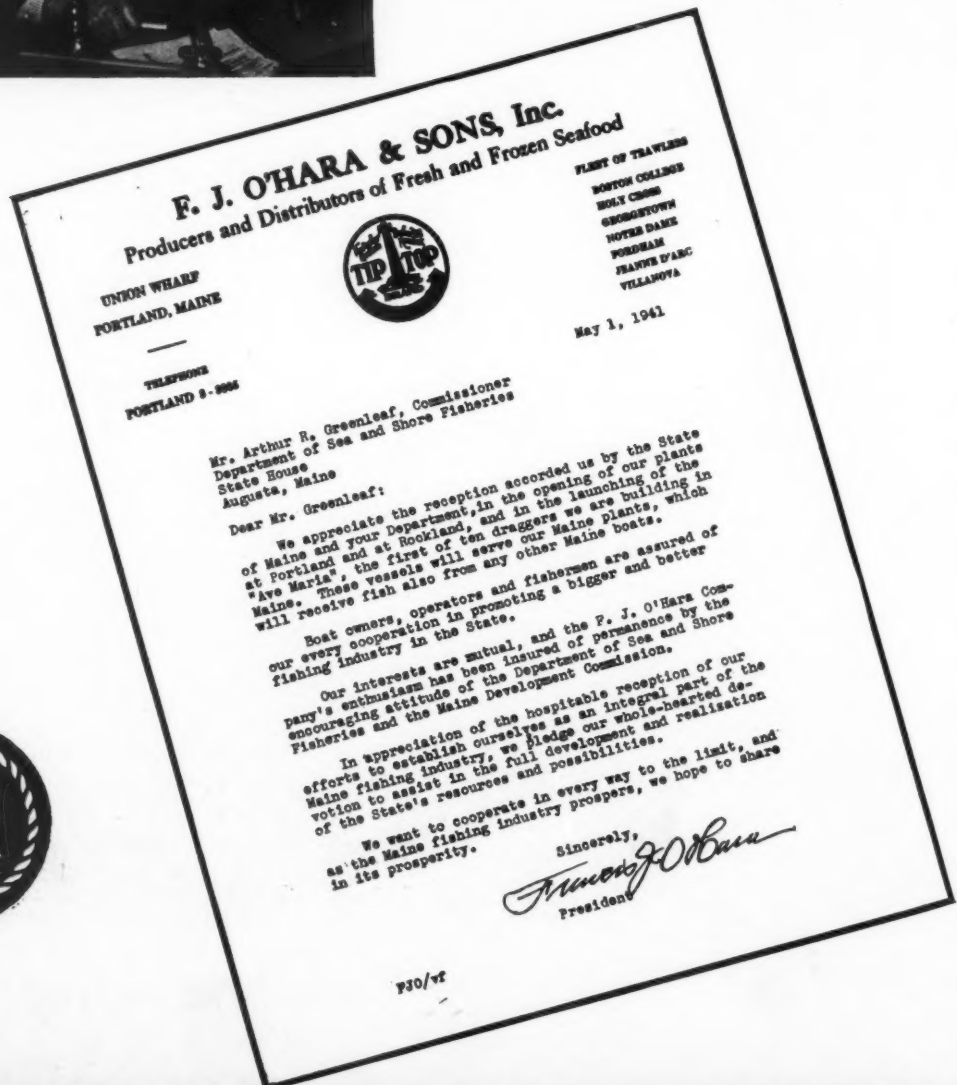 F. J. O'HARA & SONS, Inc.
Producers and Distributors of Fresh and Frozen Seafood
UNION WHARF
PORTLAND, MAINE
TELEPHONE
PORTLAND
TIP TOP
FLEET OF TRAWLERS
BOSTON COLLEGE
HOLY CROSS
GEORGETOWN
NOTRE DAME
FORDHAM
JEANNE D'ARC
VILLANOVA
May 1, 1941
Mr. Arthur R. Greenleaf, Commissioner
Department of Sea and Shore Fisheries
State House
Augusta, Maine
Dear Mr. Greenleaf:
We appreciate the reception accorded us by the State
of Maine and your Department, in the opening of our plants
at Portland and at Rockland, and in the launching of the
"Ave Maria", the first of ten draggers we are building in
Maine. These vessels will serve our Maine plants, which
will receive fish also from any other Maine boats.
Boat owners, operators and fishermen are assured of
our every cooperation in promoting a bigger and better
fishing industry in the State.
Our interests are mutual, and the F. J. O'Hara Com-
pany's enthusiasm has been insured of permanence by the
encouraging attitude of the Department of Sea and Shore
Fisheries and the Maine Development Commission.
In appreciation of the hospitable reception of our
efforts to establish ourselves as an integral part of the
Maine fishing industry, we pledge our whole-hearted de-
votion to assist in the full development and realization
of the State's resources and possibilities.
We want to cooperate in every way to the limit, and
as the Maine fishing industry prospers, we hope to share
in its prosperity.
Sincerely,
Francis J O'Hara
President
FJO/vf